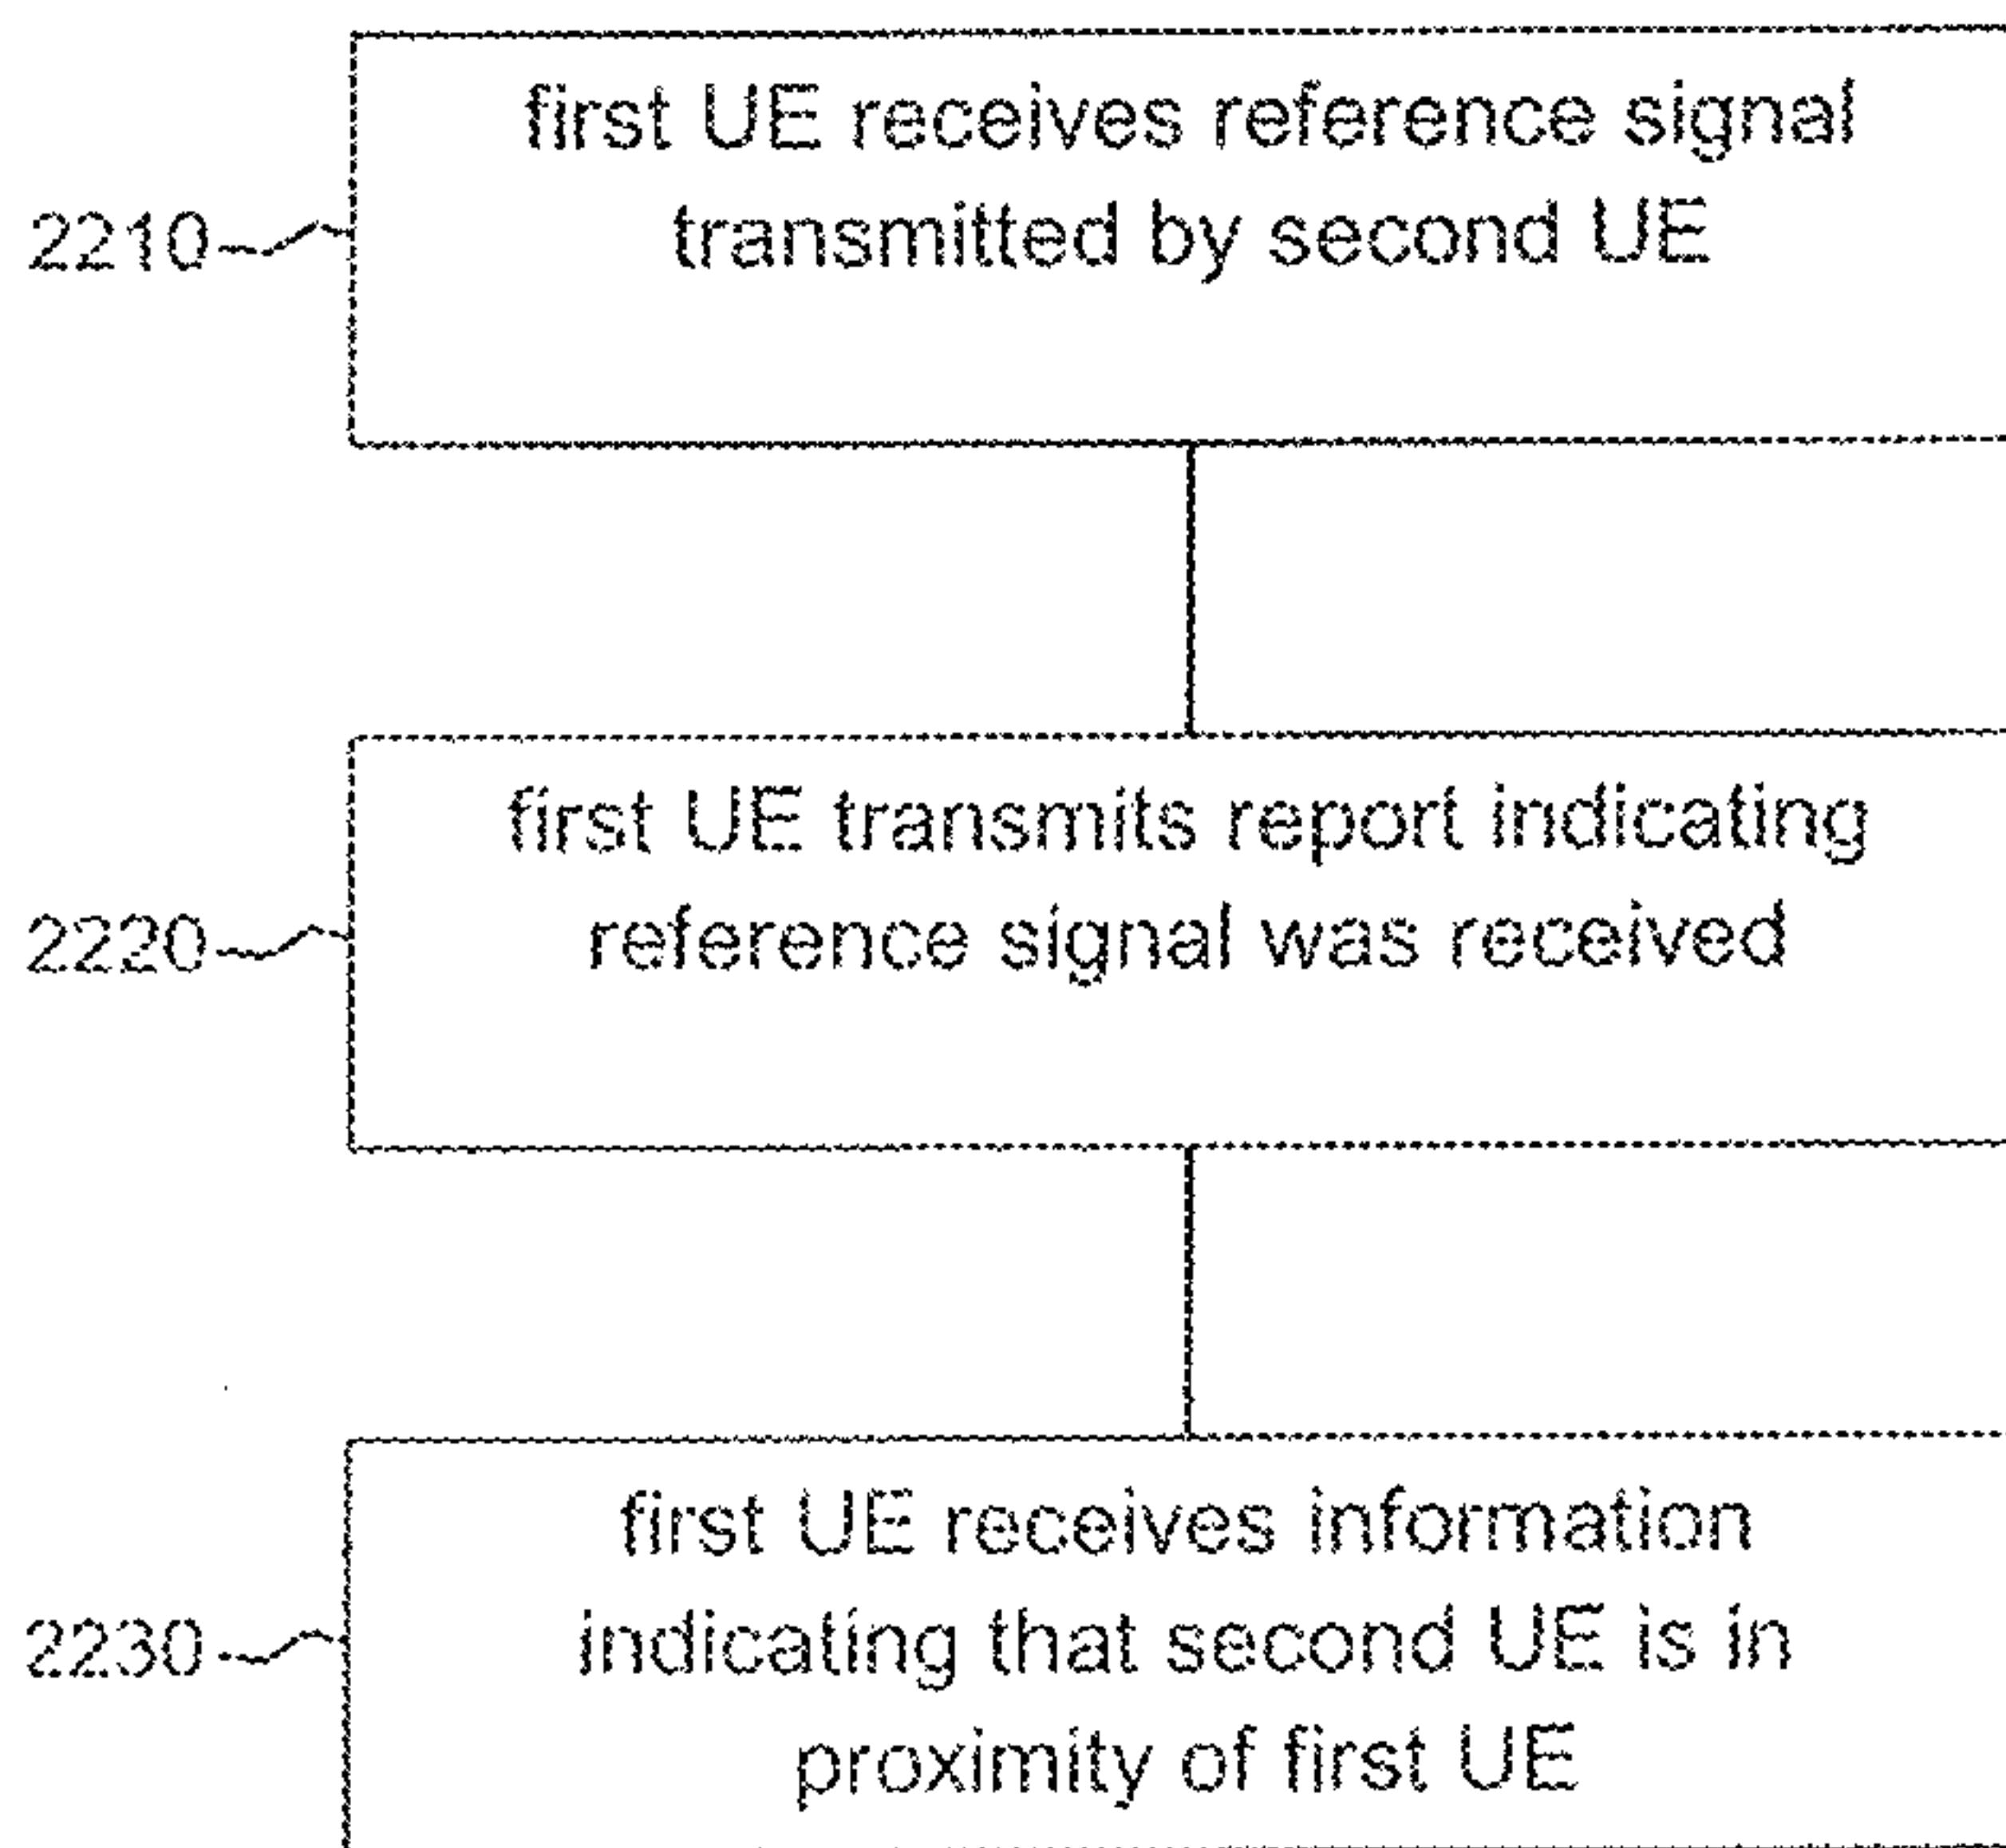 first UE receives reference signal
transmitted by second UE
2210
first UE transmits report indicating
reference signal was received
2220
first UE receives information
indicating that second UE is in
proximity of first UE
2230